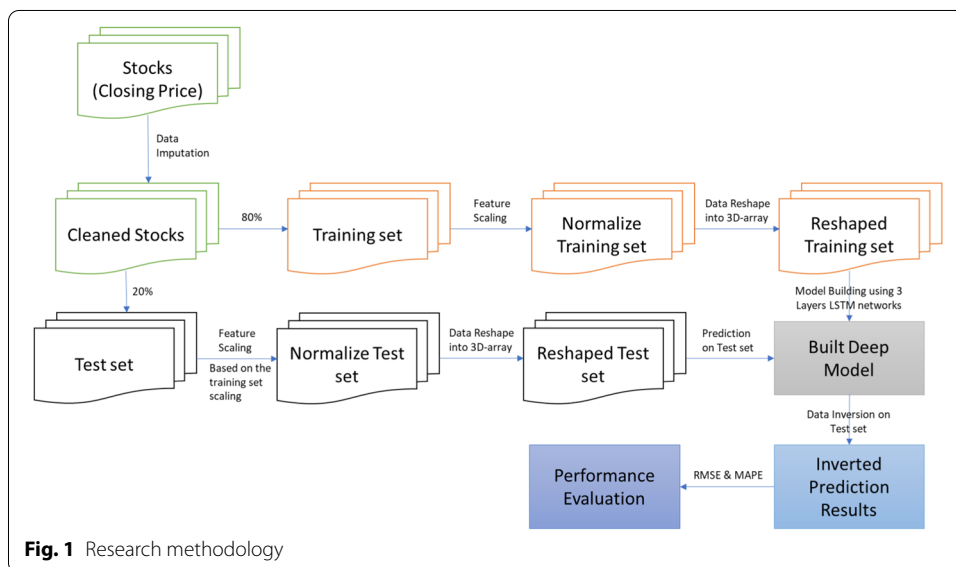 Stocks
(Closing Price)
Data
Imputation
Cleaned Stocks
80%
Training set
Feature
Scaling
Normalize
Training set
Data Reshape
into 3D-array
Reshaped
Training set
20%
Model Building using 3
Layers LSTM networks
Test set
Feature
Scaling
Based on the
training set
scaling
Normalize Test
set
Data Reshape
into 3D-array
Reshaped Test
set
Prediction
on Test set
Built Deep
Model
Data Inversion on
Test set
Performance
Evaluation
RMSE & MAPE
Inverted
Prediction
Results
Fig. 1 Research methodology